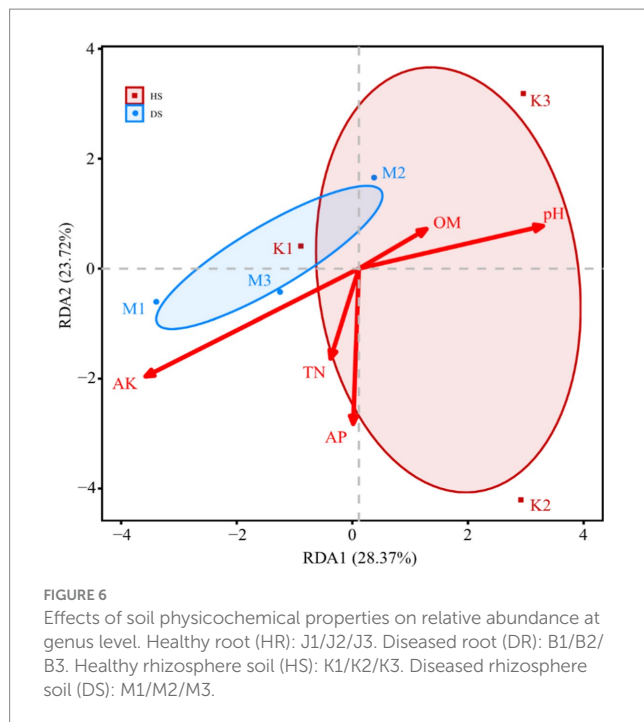 4
HS
DS
K3
2
M2
OM
pH
K1
RDA2 (23.72%)
0
M3
M1
TN
AK
−2
AP
−4
K2
−4
−2
0
2
4
RDA1 (28.37%)
FIGURE 6
Effects of soil physicochemical properties on relative abundance at
genus level. Healthy root (HR): J1/J2/J3. Diseased root (DR): B1/B2/
B3. Healthy rhizosphere soil (HS): K1/K2/K3. Diseased rhizosphere
soil (DS): M1/M2/M3.